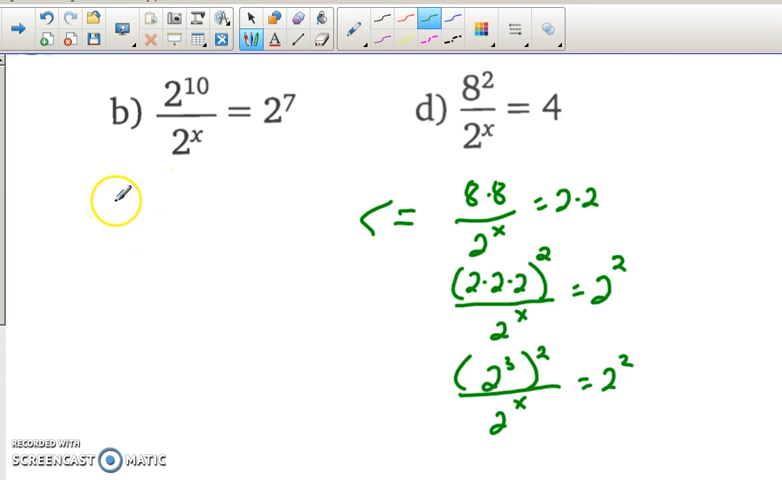 b) 2^10 / 2^x = 2^7
d) 8^2 / 2^x = 4
8·8 / 2^x = 2·2
(2·2·2)^2 / 2^x = 2^2
(2^3)^2 / 2^x = 2^2
RECORDED WITH
SCREENCAST MATIC